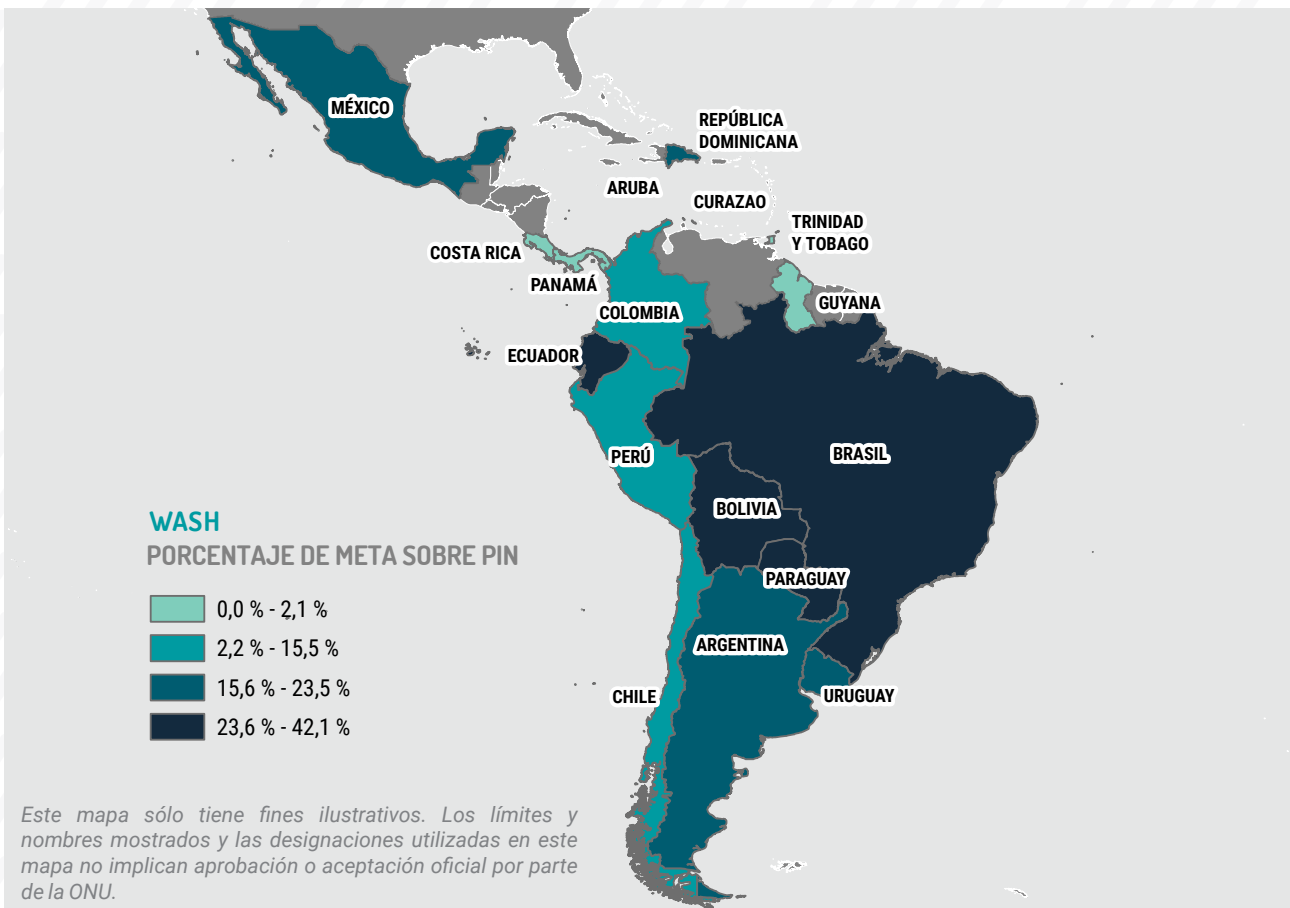 MÉXICO
REPÚBLICA
DOMINICANA
ARUBA
CURAZAO
TRINIDAD
Y TOBAGO
COSTA RICA
PANAMÁ
GUYANA
COLOMBIA
ECUADOR
PERÚ
BRASIL
BOLIVIA
PARAGUAY
ARGENTINA
CHILE
URUGUAY
WASH
PORCENTAJE DE META SOBRE PIN
0,0 % - 2,1 %
2,2 % - 15,5 %
15,6 % - 23,5 %
23,6 % - 42,1 %
Este mapa sólo tiene fines ilustrativos. Los límites y
nombres mostrados y las designaciones utilizadas en este
mapa no implican aprobación o aceptación oficial por parte
de la ONU.